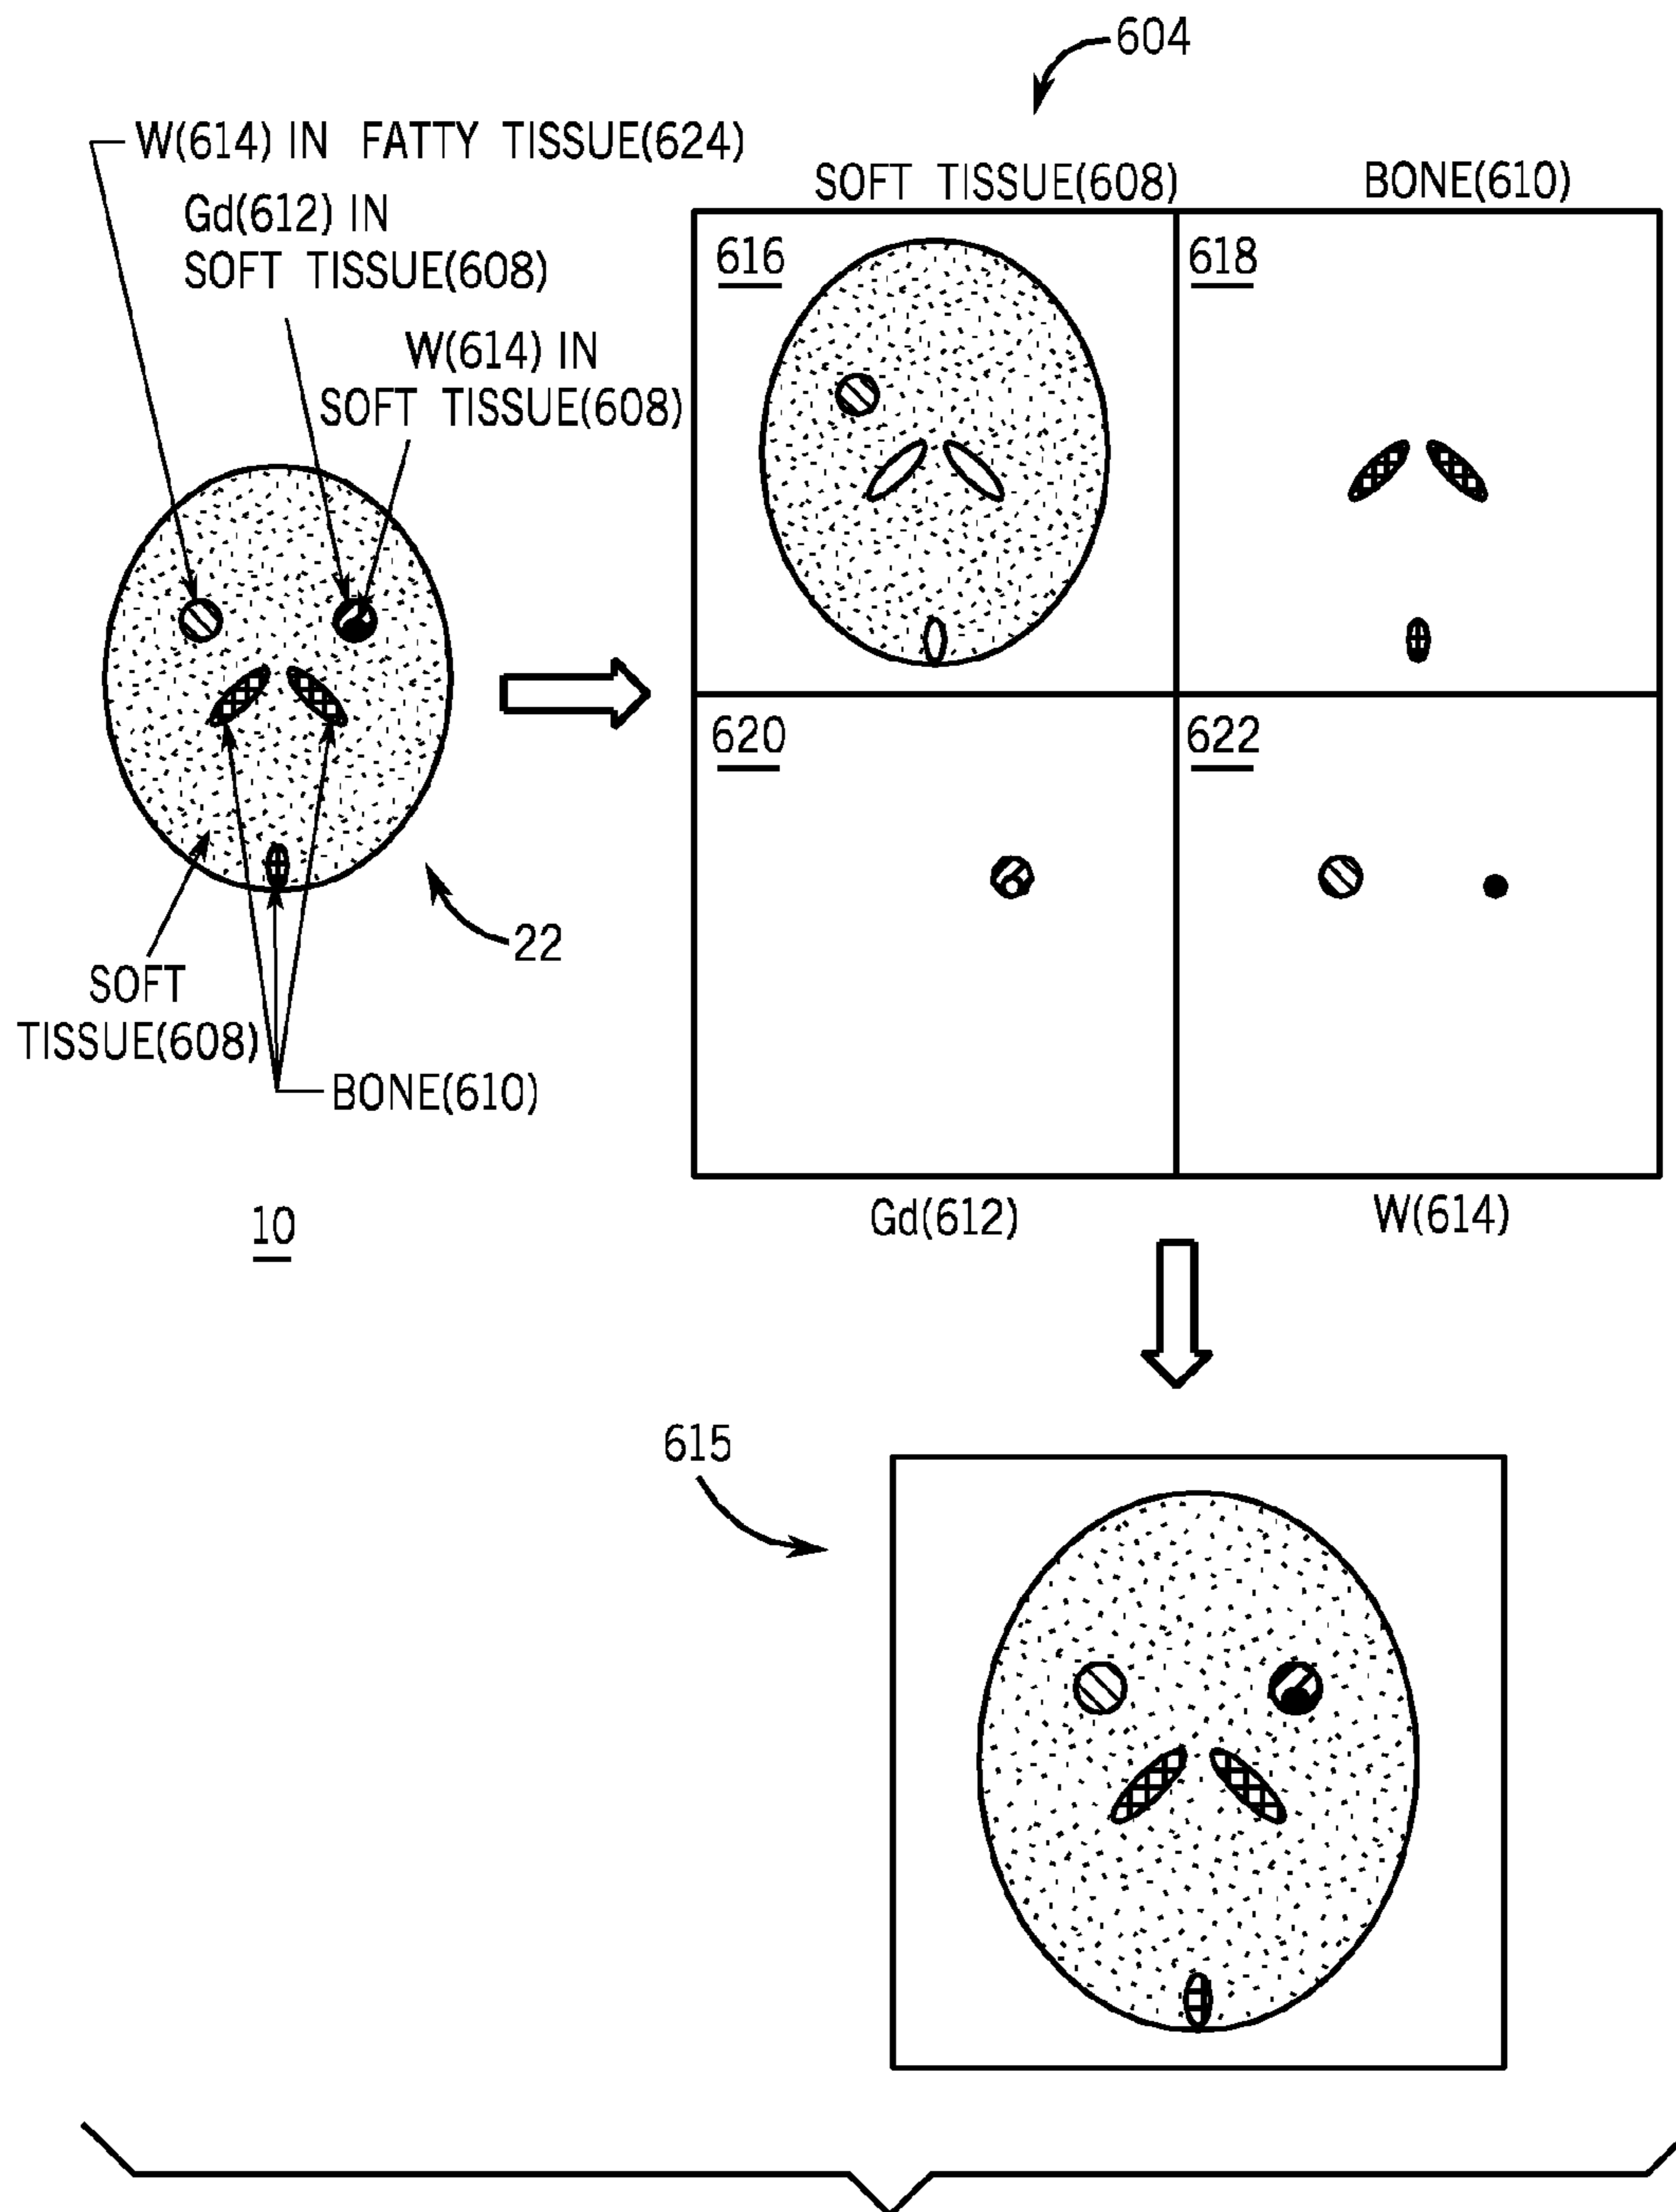 604
W(614) IN FATTY TISSUE(624)
Gd(612) IN
SOFT TISSUE(608)
W(614) IN
SOFT TISSUE(608)
SOFT TISSUE(608)
BONE(610)
616
618
620
622
22
SOFT
TISSUE(608)
BONE(610)
10
Gd(612)
W(614)
615